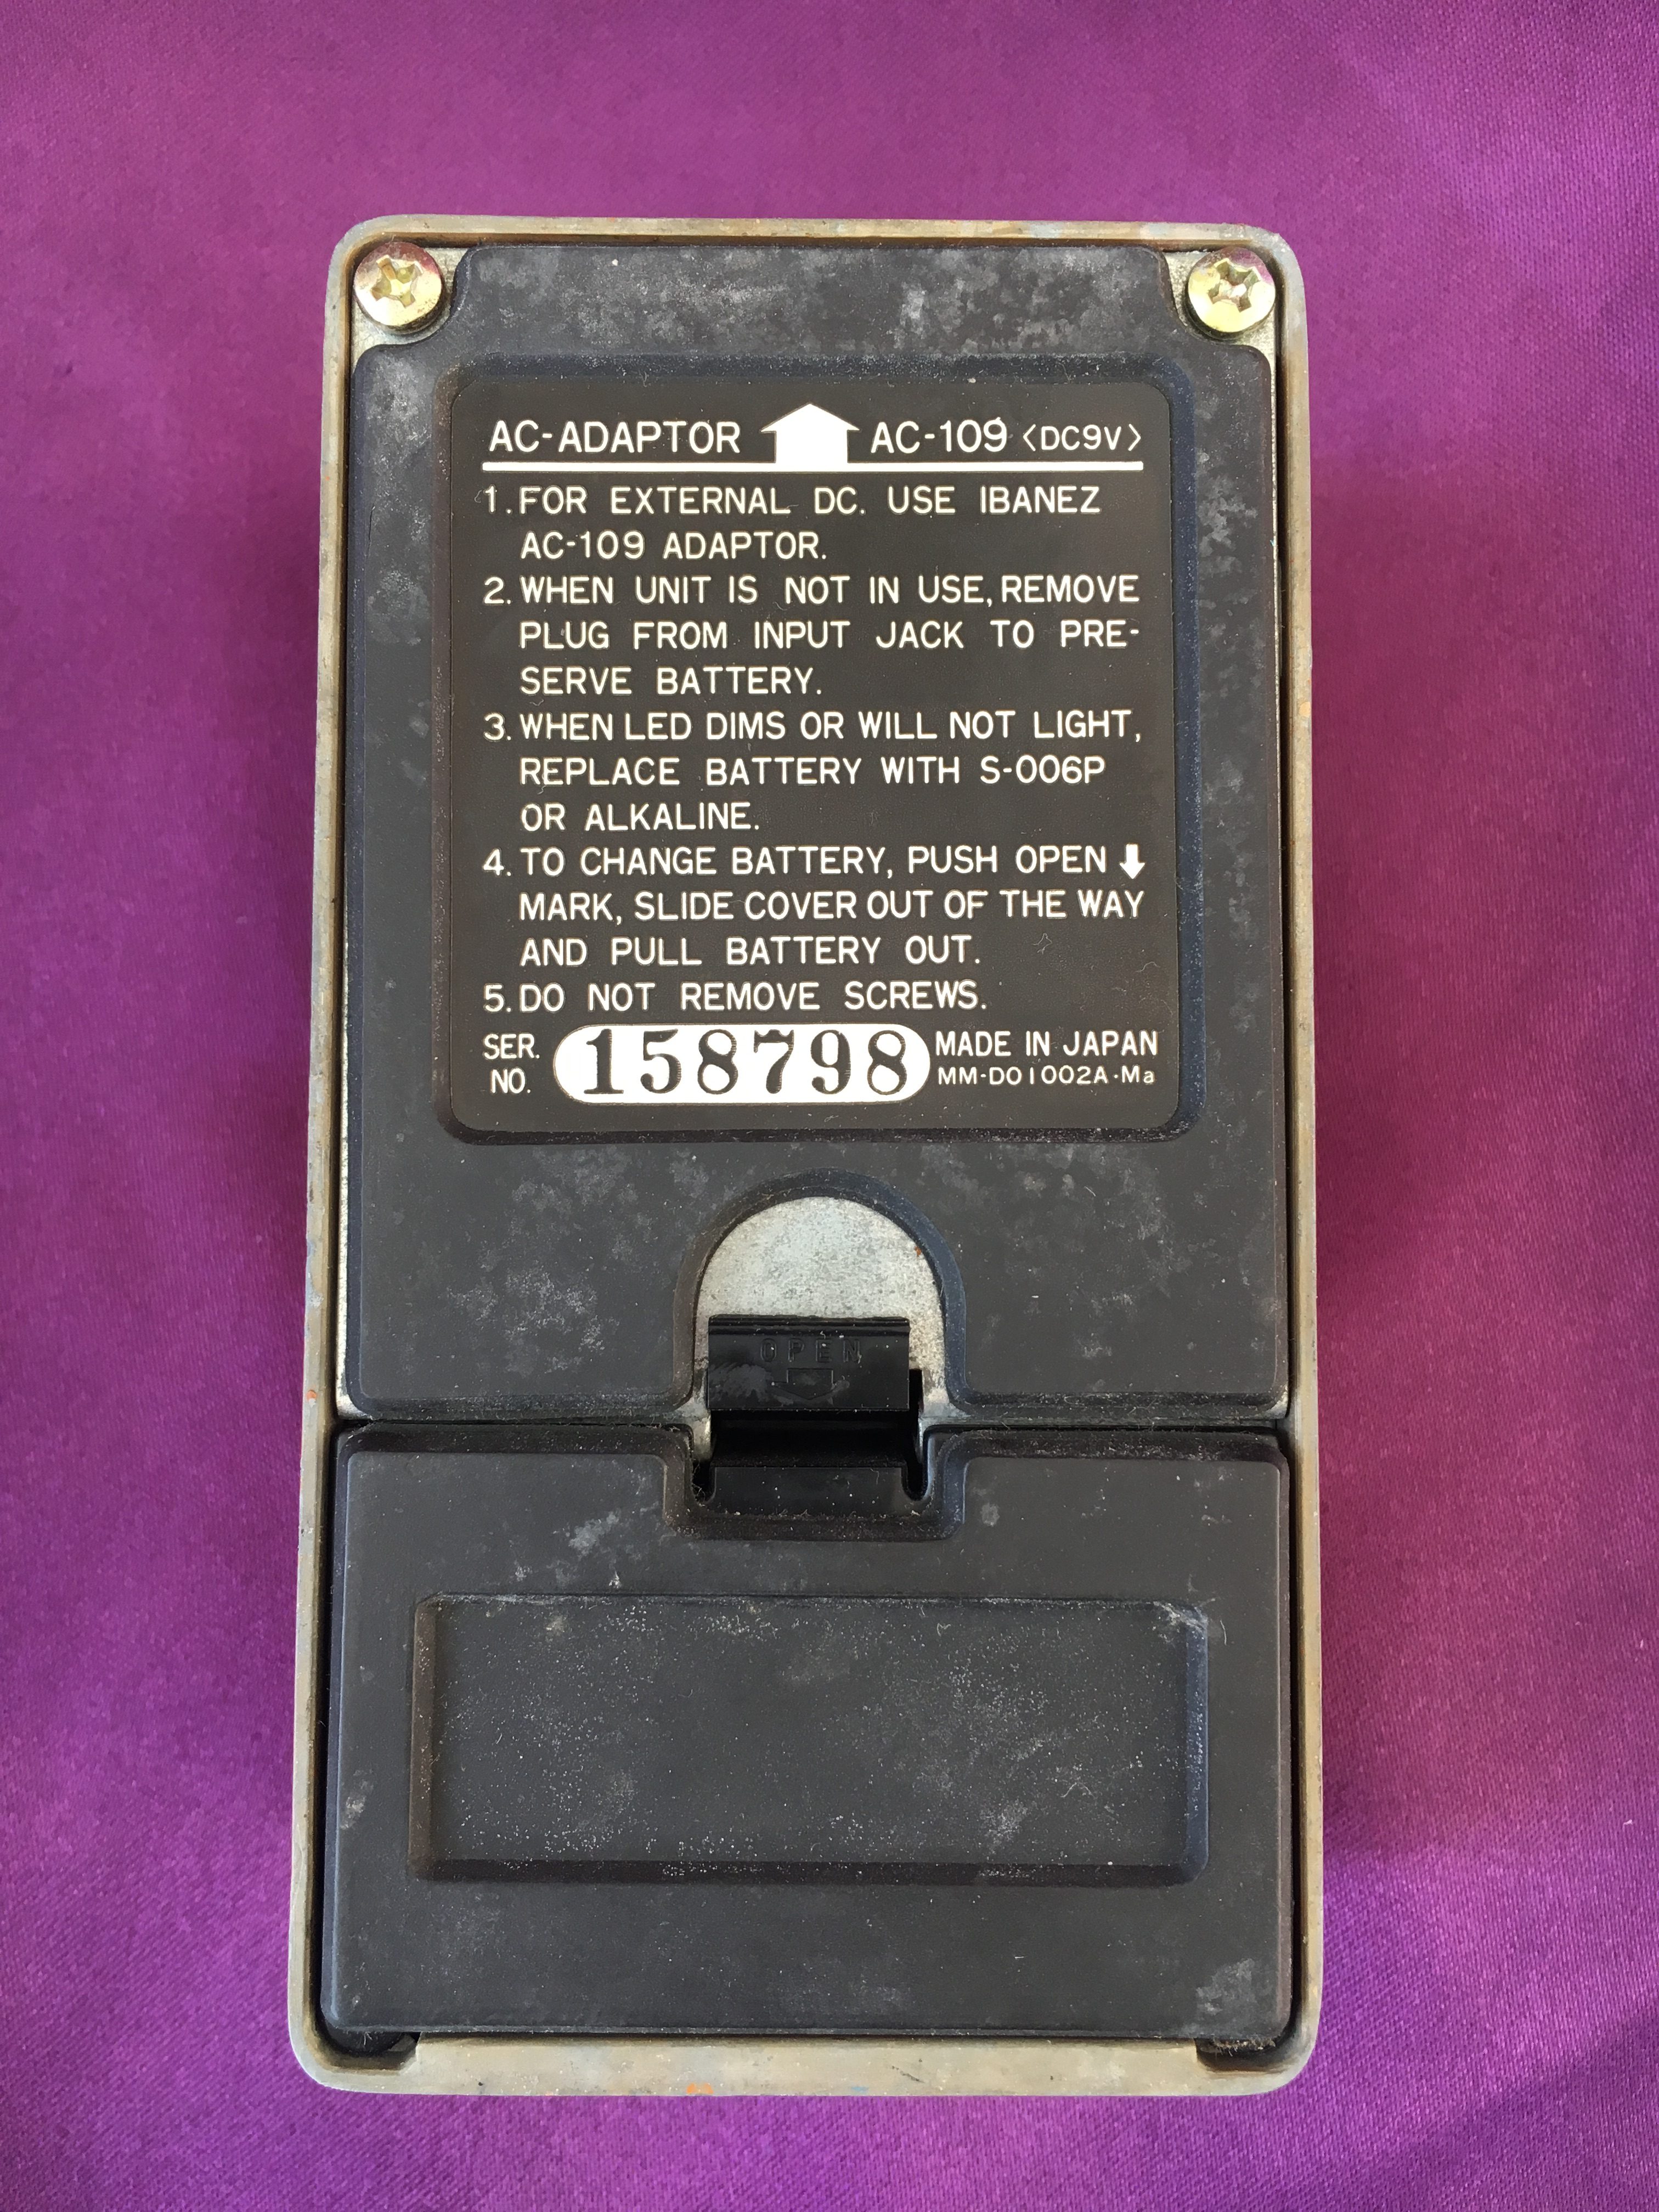 AC-ADAPTOR AC-109 <DC9V>
1. FOR EXTERNAL DC. USE IBANEZ
AC-109 ADAPTOR.
2. WHEN UNIT IS NOT IN USE, REMOVE
PLUG FROM INPUT JACK TO PRE-
SERVE BATTERY.
3. WHEN LED DIMS OR WILL NOT LIGHT,
REPLACE BATTERY WITH S-006P
OR ALKALINE.
4. TO CHANGE BATTERY, PUSH OPEN ⬇
MARK, SLIDE COVER OUT OF THE WAY
AND PULL BATTERY OUT.
5. DO NOT REMOVE SCREWS.
SER. NO. 158798 MADE IN JAPAN
MM-D01002A·Ma
OPEN